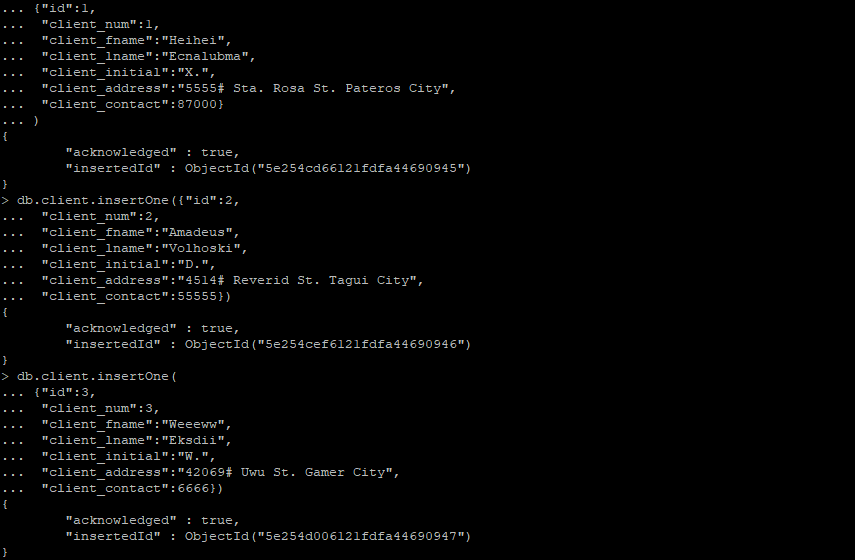 ... {"id":1,
...  "client_num":1,
...  "client_fname":"Heihei",
...  "client_lname":"Ecnalubma",
...  "client_initial":"X.",
...  "client_address":"5555# Sta. Rosa St. Pateros City",
...  "client_contact":87000}
... )
{
        "acknowledged" : true,
        "insertedId" : ObjectId("5e254cd66121fdfa44690945")
}
> db.client.insertOne({"id":2,
...  "client_num":2,
...  "client_fname":"Amadeus",
...  "client_lname":"Volhoski",
...  "client_initial":"D.",
...  "client_address":"4514# Reverid St. Tagui City",
...  "client_contact":55555})
{
        "acknowledged" : true,
        "insertedId" : ObjectId("5e254cef6121fdfa44690946")
}
> db.client.insertOne(
... {"id":3,
...  "client_num":3,
...  "client_fname":"Weeeww",
...  "client_lname":"Eksdii",
...  "client_initial":"W.",
...  "client_address":"42069# Uwu St. Gamer City",
...  "client_contact":6666})
{
        "acknowledged" : true,
        "insertedId" : ObjectId("5e254d006121fdfa44690947")
}